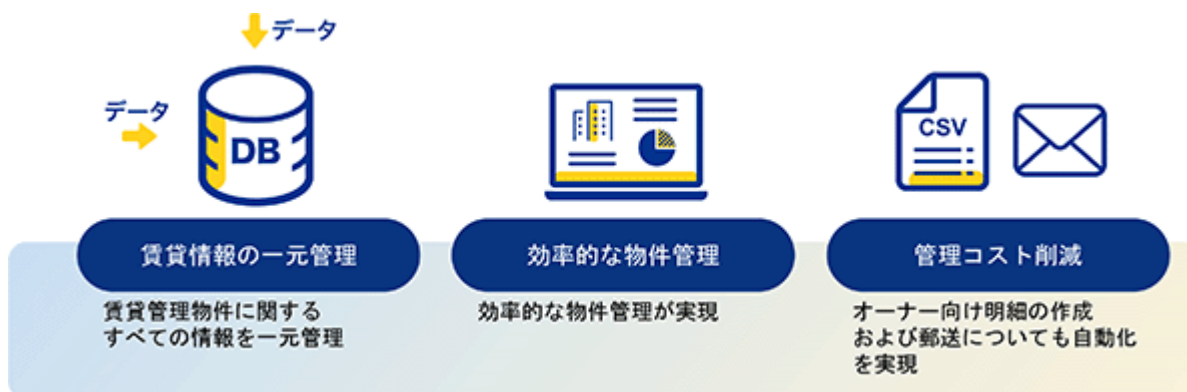 データ
データ
DB
CSV
賃貸情報の一元管理
効率的な物件管理
管理コスト削減
賃貸管理物件に関する
すべての情報を一元管理
効率的な物件管理が実現
オーナー向け明細の作成
および郵送についても自動化
を実現